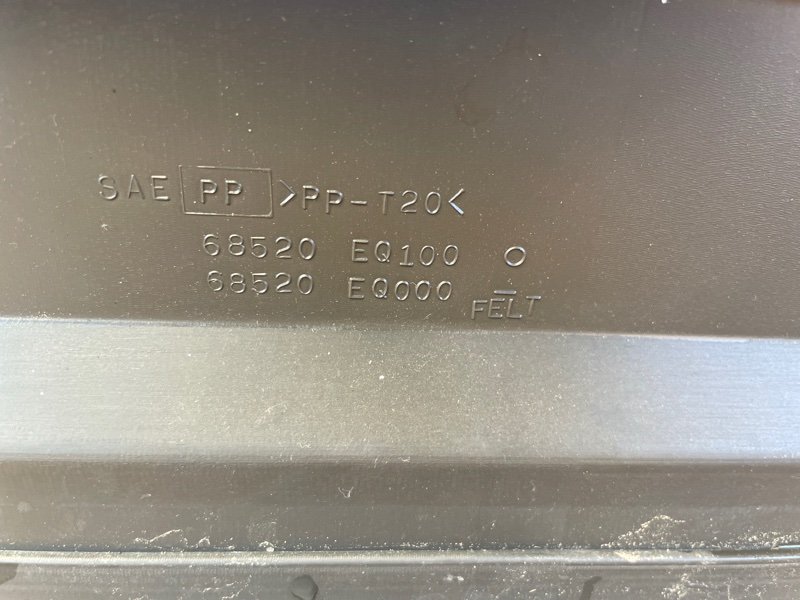 SAE PP >PP-T20<
68520 EQ100 O
68520 EQ000 –
FELT